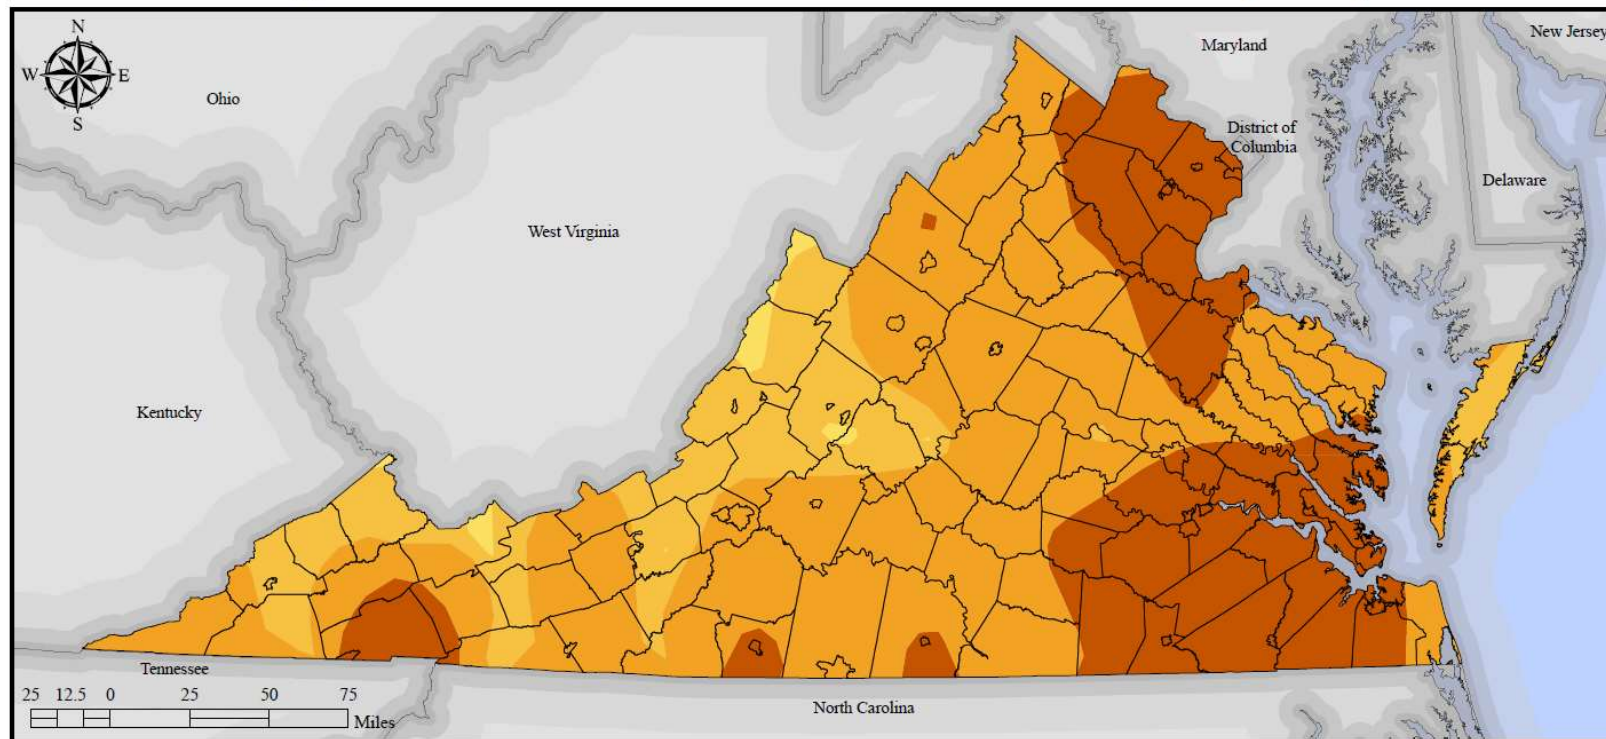 New Jersey
Maryland
N
W
E
S
Ohio
District of
Columbia
Delaware
West Virginia
Kentucky
Tennessee
25 12.5 0 25 50 75
Miles
North Carolina